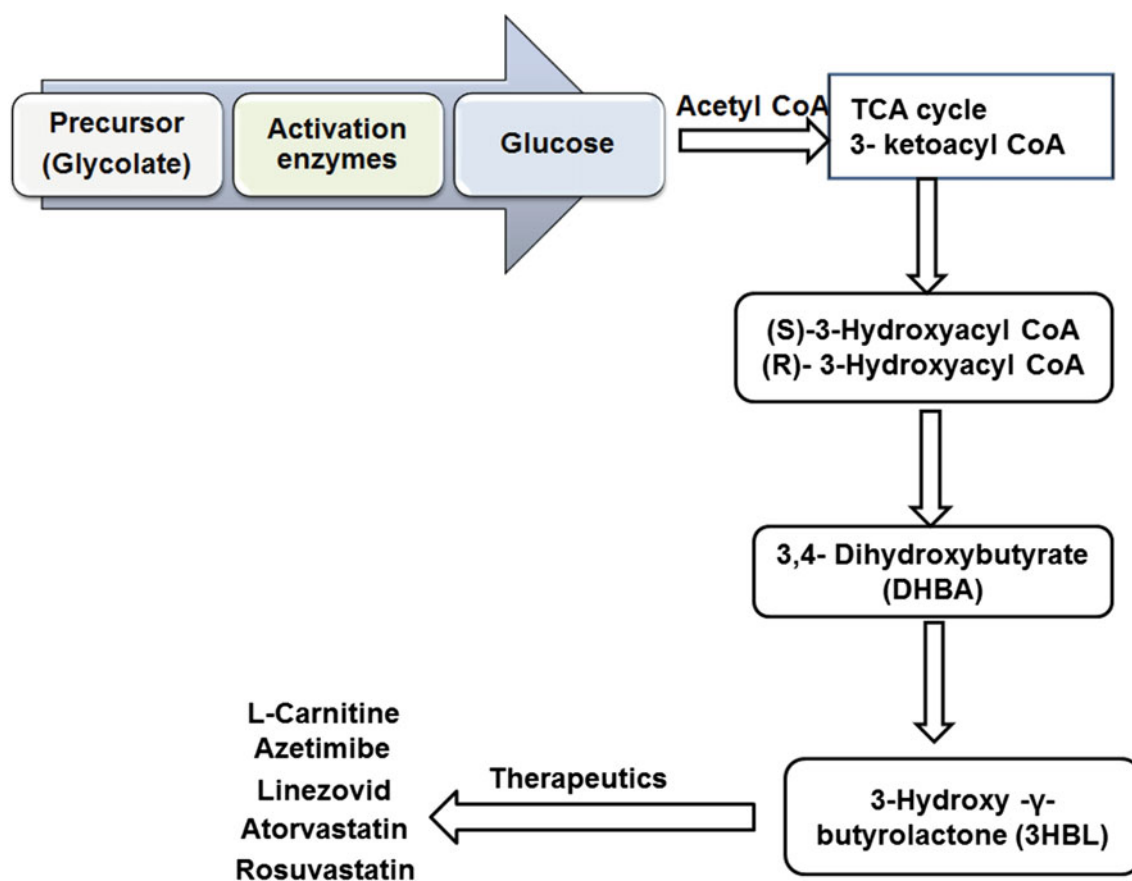 Precursor
(Glycolate)
Activation
enzymes
Glucose
Acetyl CoA
TCA cycle
3- ketoacyl CoA
(S)-3-Hydroxyacyl CoA
(R)- 3-Hydroxyacyl CoA
3,4- Dihydroxybutyrate
(DHBA)
3-Hydroxy -γ-
butyrolactone (3HBL)
Therapeutics
L-Carnitine
Azetimibe
Linezovid
Atorvastatin
Rosuvastatin